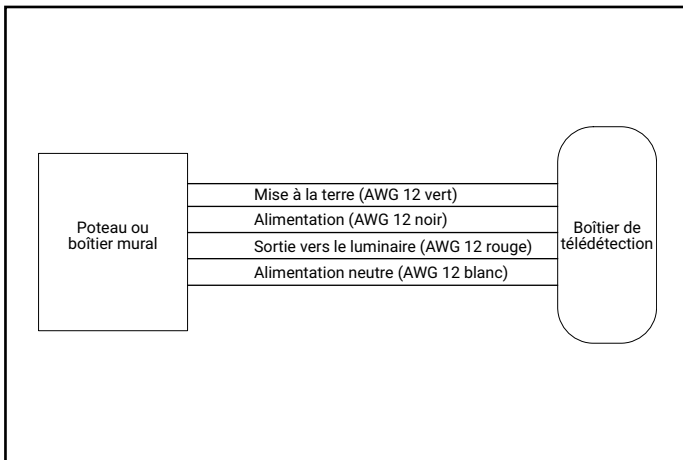 Poteau ou
boîtier mural
Mise à la terre (AWG 12 vert)
Alimentation (AWG 12 noir)
Sortie vers le luminaire (AWG 12 rouge)
Alimentation neutre (AWG 12 blanc)
Boîtier de
télédétection